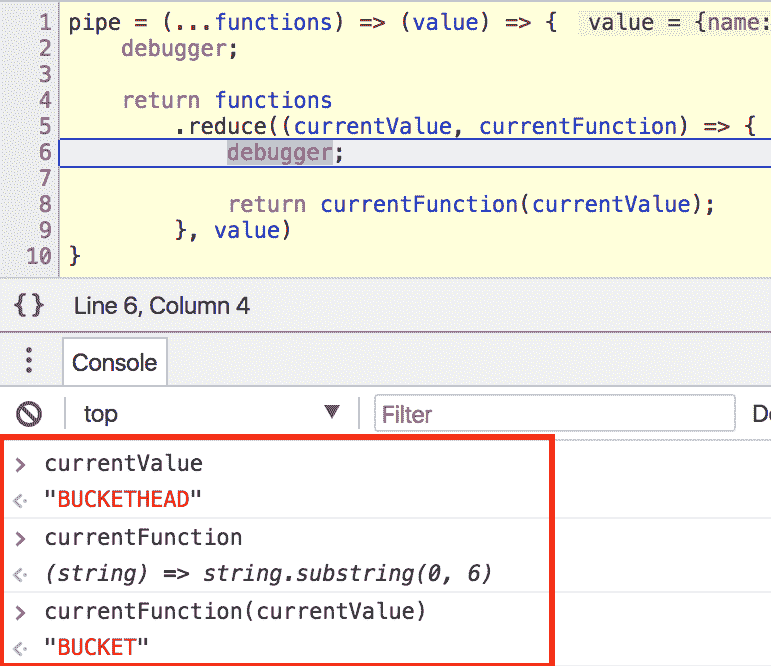 1 pipe = (...functions) => (value) => { value = {name:
2 debugger;
3
4 return functions
5 .reduce((currentValue, currentFunction) => {
6 debugger;
7
8 return currentFunction(currentValue);
9 }, value)
10 }
{} Line 6, Column 4
Console
top ▼ Filter De
> currentValue
<· "BUCKETHEAD"
> currentFunction
<· (string) => string.substring(0, 6)
> currentFunction(currentValue)
<· "BUCKET"